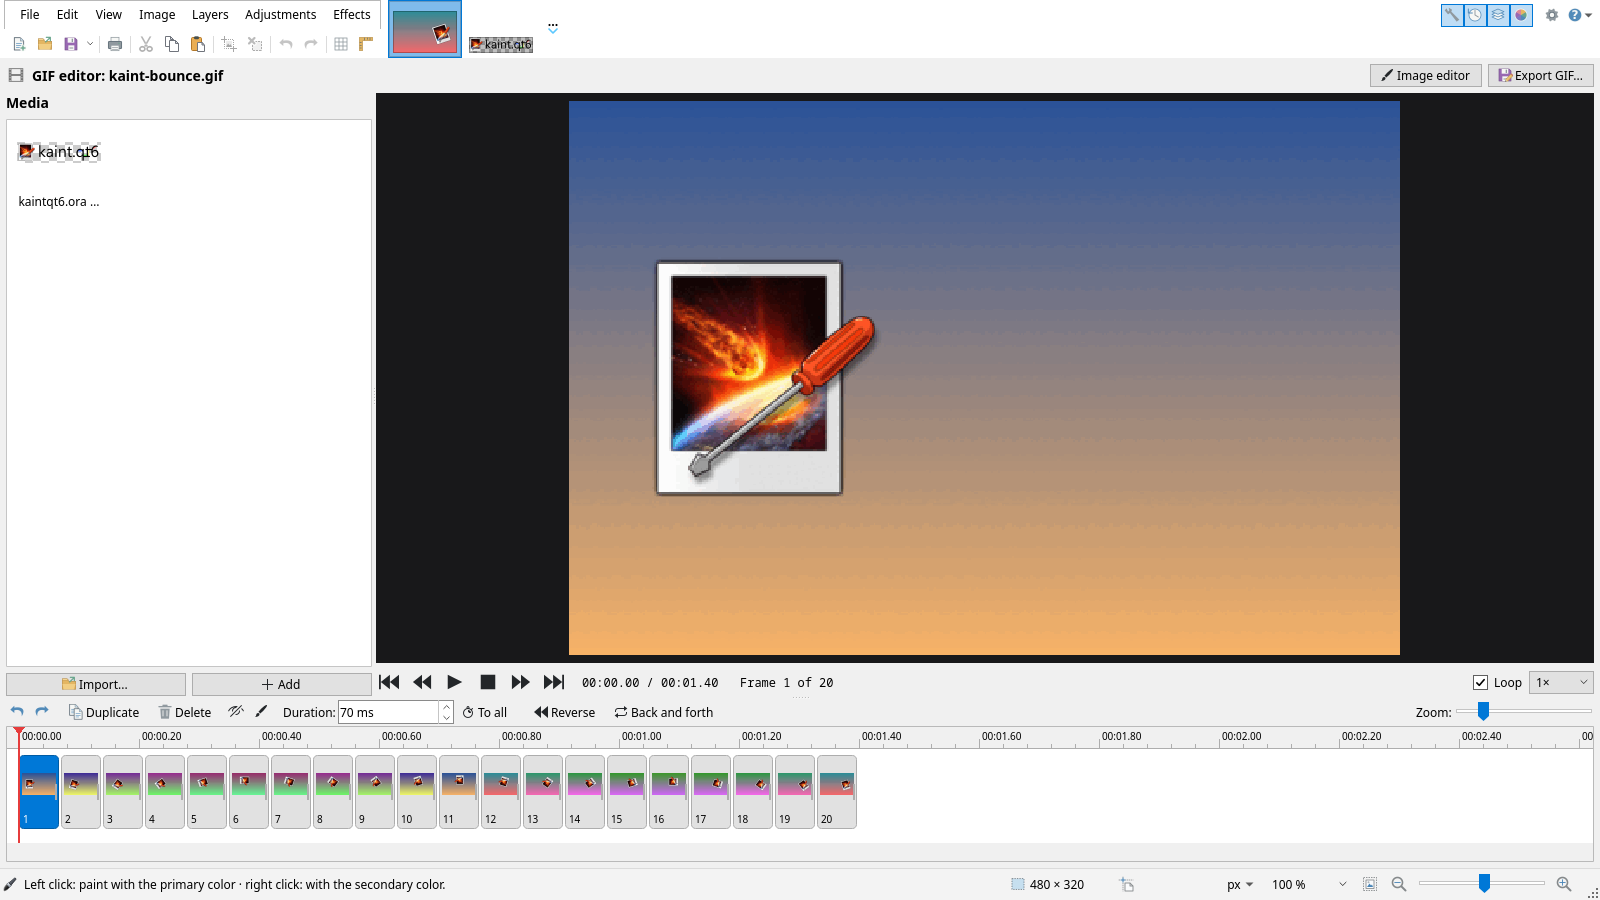 File Edit View Image Layers Adjustments Effects
...
kaint.qt6
GIF editor: kaint-bounce.gif
Image editor
Export GIF...
Media
kaint.qt6
kaintqt6.ora ...
Import...
Add
00:00.00 / 00:01.40 Frame 1 of 20
Loop
1×
Duplicate Delete Duration: 70 ms To all Reverse Back and forth
Zoom:
00:00.00 00:00.20 00:00.40 00:00.60 00:00.80 00:01.00 00:01.20 00:01.40 00:01.60 00:01.80 00:02.00 00:02.20 00:02.40 00
1 2 3 4 5 6 7 8 9 10 11 12 13 14 15 16 17 18 19 20
Left click: paint with the primary color · right click: with the secondary color.
480 × 320
px
100 %